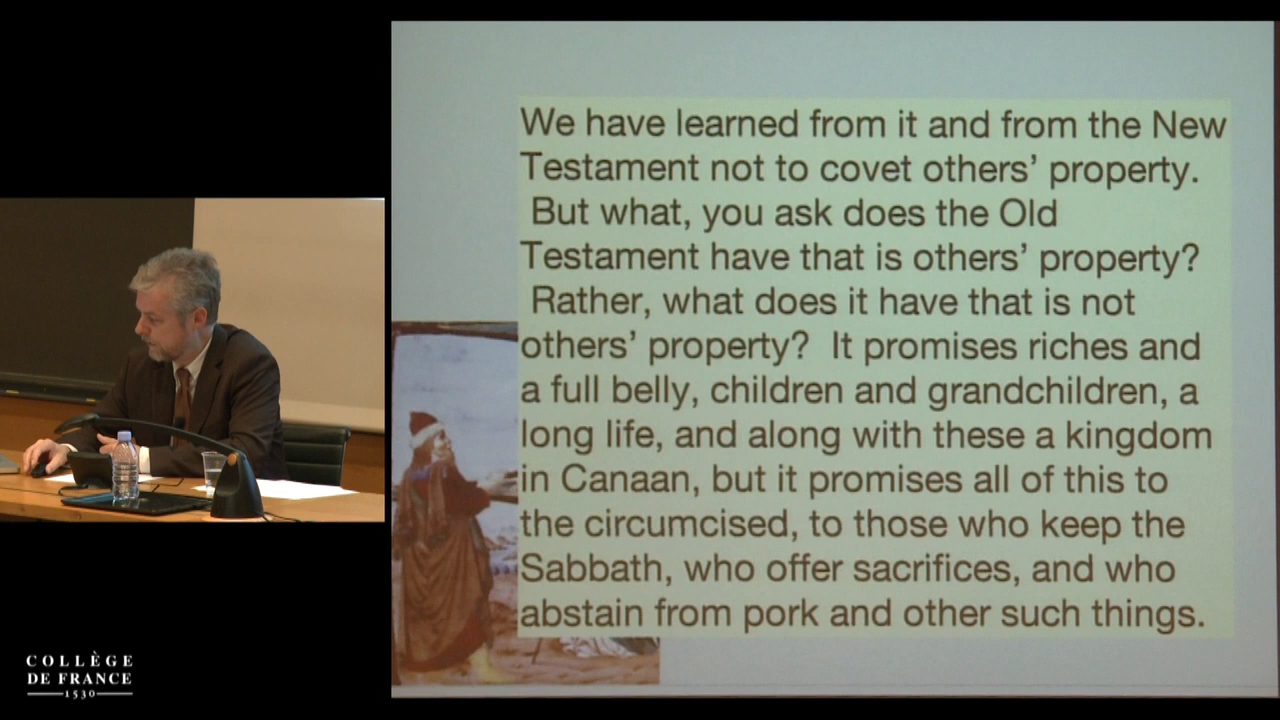 We have learned from it and from the New
Testament not to covet others’ property.
But what, you ask does the Old
Testament have that is others’ property?
Rather, what does it have that is not
others’ property? It promises riches and
a full belly, children and grandchildren, a
long life, and along with these a kingdom
in Canaan, but it promises all of this to
the circumcised, to those who keep the
Sabbath, who offer sacrifices, and who
abstain from pork and other such things.
COLLÈGE
DE FRANCE
1530